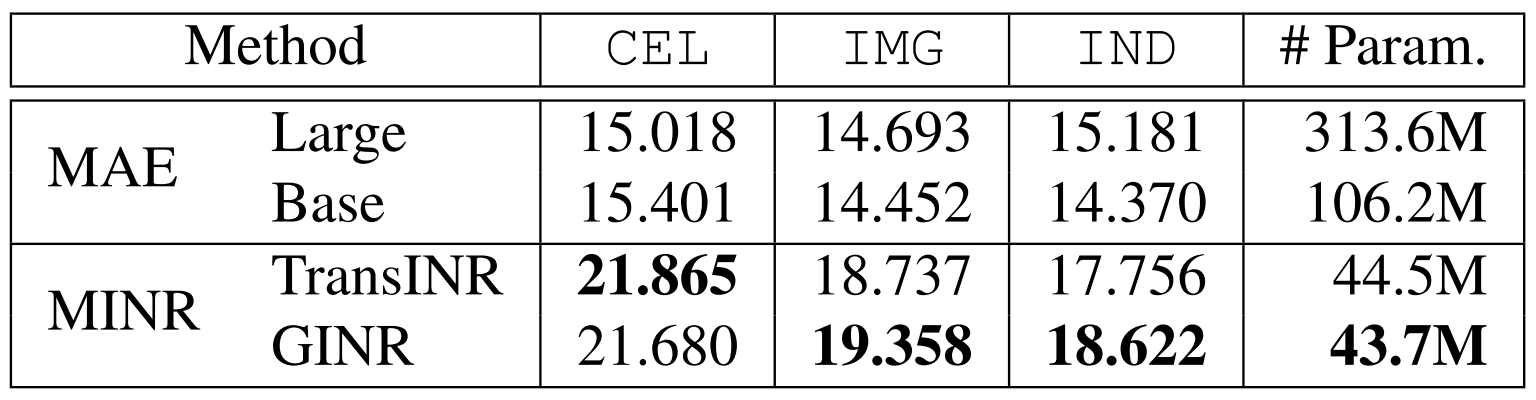 Method CEL IMG IND # Param.
MAE Large 15.018 14.693 15.181 313.6M
Base 15.401 14.452 14.370 106.2M
MINR TransINR 21.865 18.737 17.756 44.5M
GINR 21.680 19.358 18.622 43.7M